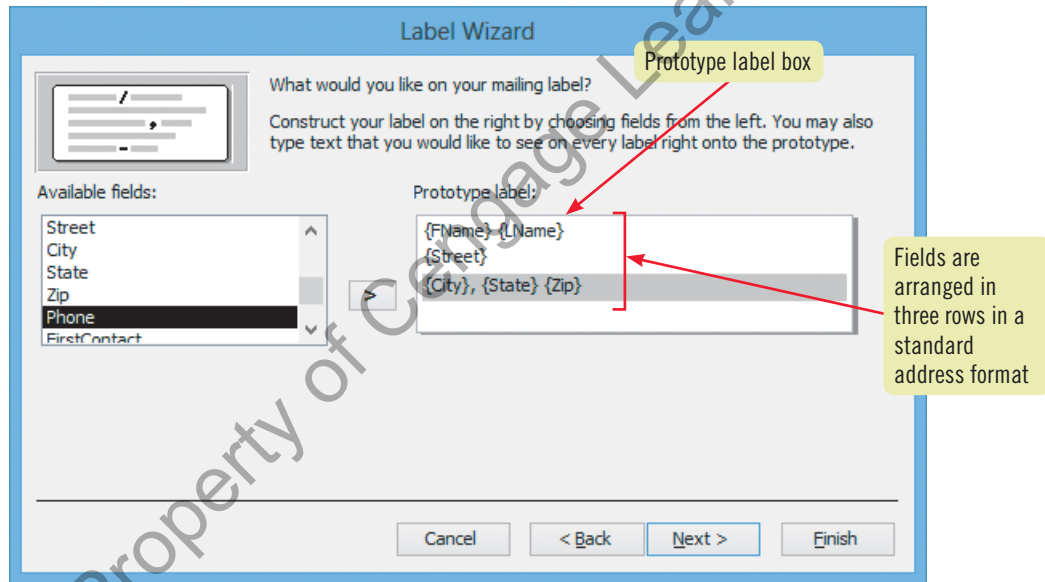 Label Wizard
Prototype label box
What would you like on your mailing label?
Construct your label on the right by choosing fields from the left. You may also
type text that you would like to see on every label right onto the prototype.
Available fields:
Street
City
State
Zip
Phone
FirstContact
>
Prototype label:
{FName} {LName}
{Street}
{City}, {State} {Zip}
Fields are
arranged in
three rows in a
standard
address format
Cancel
< Back
Next >
Finish
Property of Cengage